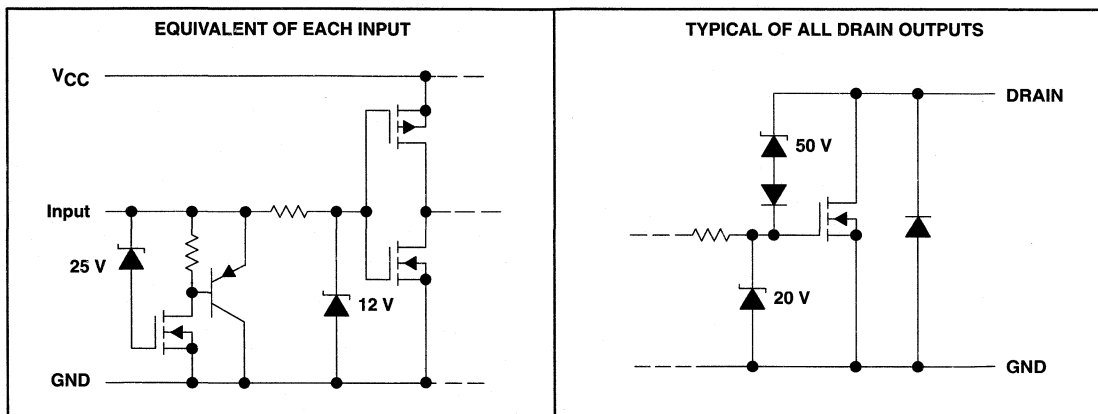 EQUIVALENT OF EACH INPUT
VCC
Input
25 V
12 V
GND
TYPICAL OF ALL DRAIN OUTPUTS
DRAIN
50 V
20 V
GND